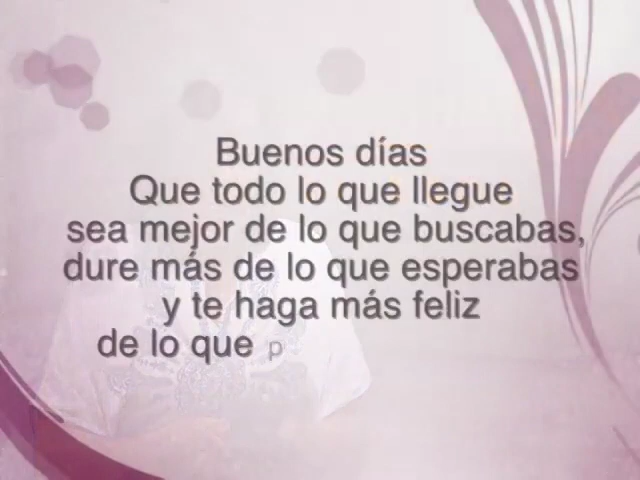 Buenos días
Que todo lo que llegue
sea mejor de lo que buscabas,
dure más de lo que esperabas
y te haga más feliz
de lo que p